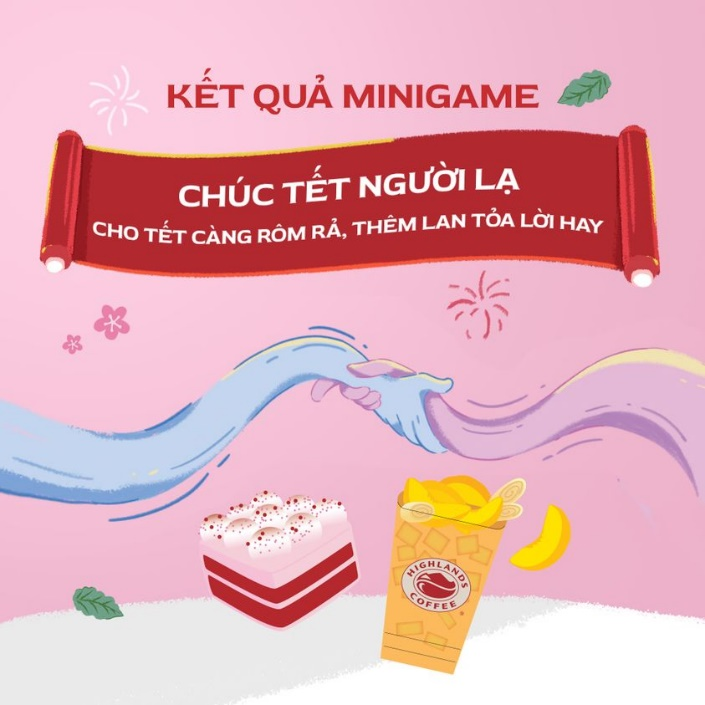 KẾT QUẢ MINIGAME
CHÚC TẾT NGƯỜI LẠ
CHO TẾT CÀNG RÔM RẢ, THÊM LAN TỎA LỜI HAY
HIGHLANDS
COFFEE